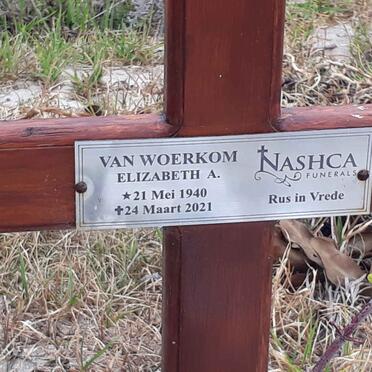 VAN WOERKOM
ELIZABETH A.
★21 Mei 1940
✝24 Maart 2021
NASHCA
FUNERALS
Rus in Vrede